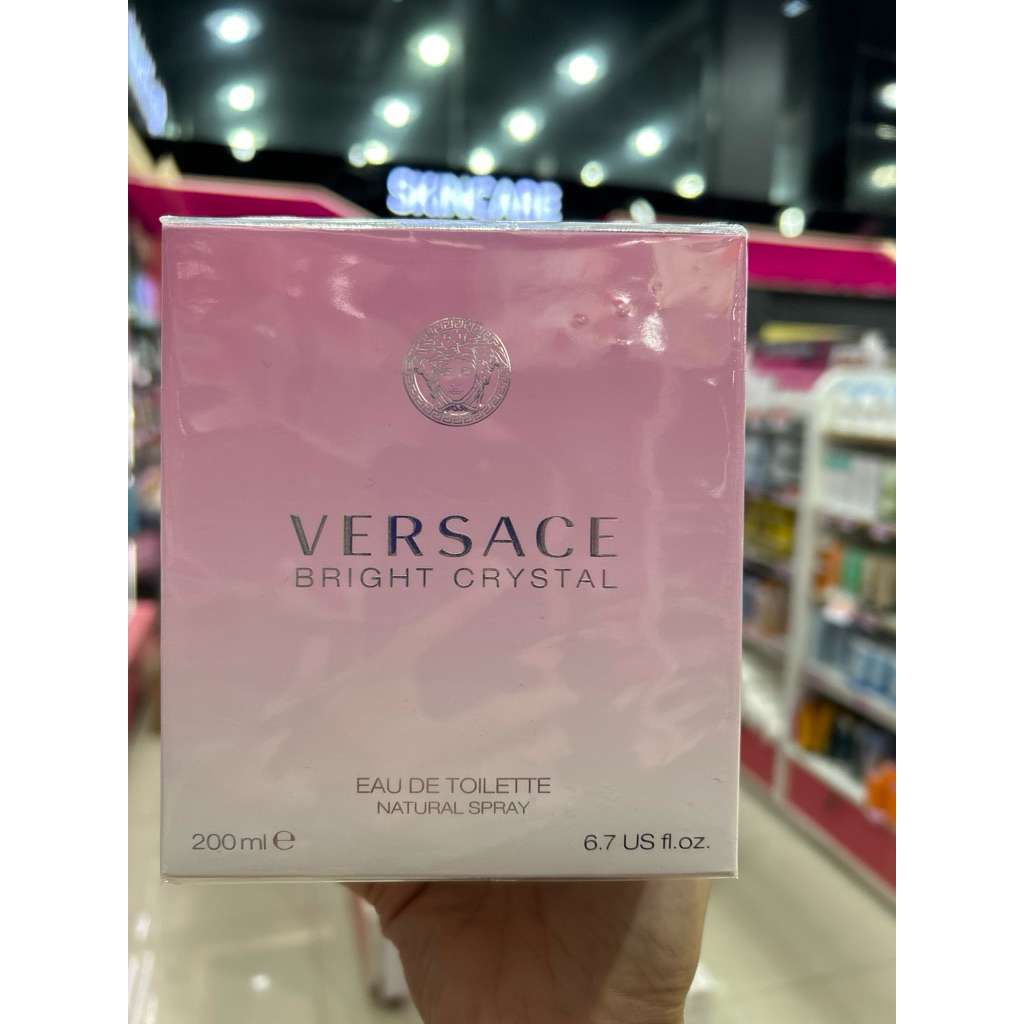 VERSACE
BRIGHT CRYSTAL
EAU DE TOILETTE
NATURAL SPRAY
200 ml ℮
6.7 US fl.oz.